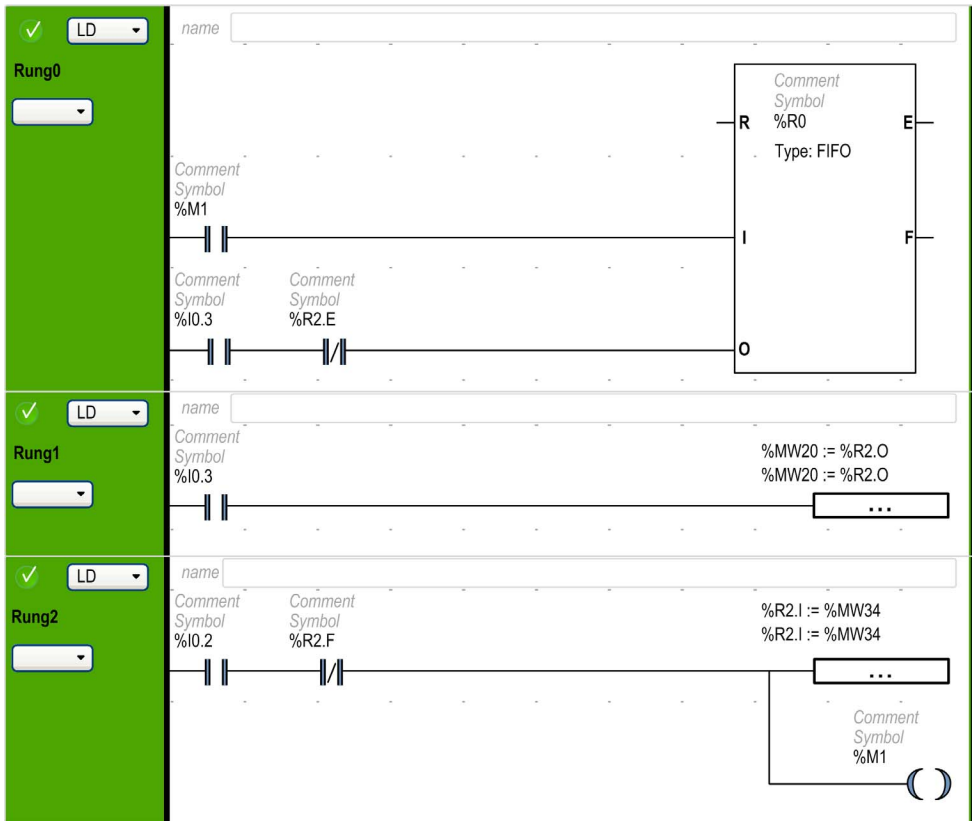 LD
name
Rung0
Comment
Symbol
%R0
R
E
Type: FIFO
Comment
Symbol
%M1
I
F
Comment
Symbol
%I0.3
Comment
Symbol
%R2.E
O
LD
name
Rung1
Comment
Symbol
%I0.3
%MW20 := %R2.O
%MW20 := %R2.O
...
LD
name
Rung2
Comment
Symbol
%I0.2
Comment
Symbol
%R2.F
%R2.I := %MW34
%R2.I := %MW34
...
Comment
Symbol
%M1